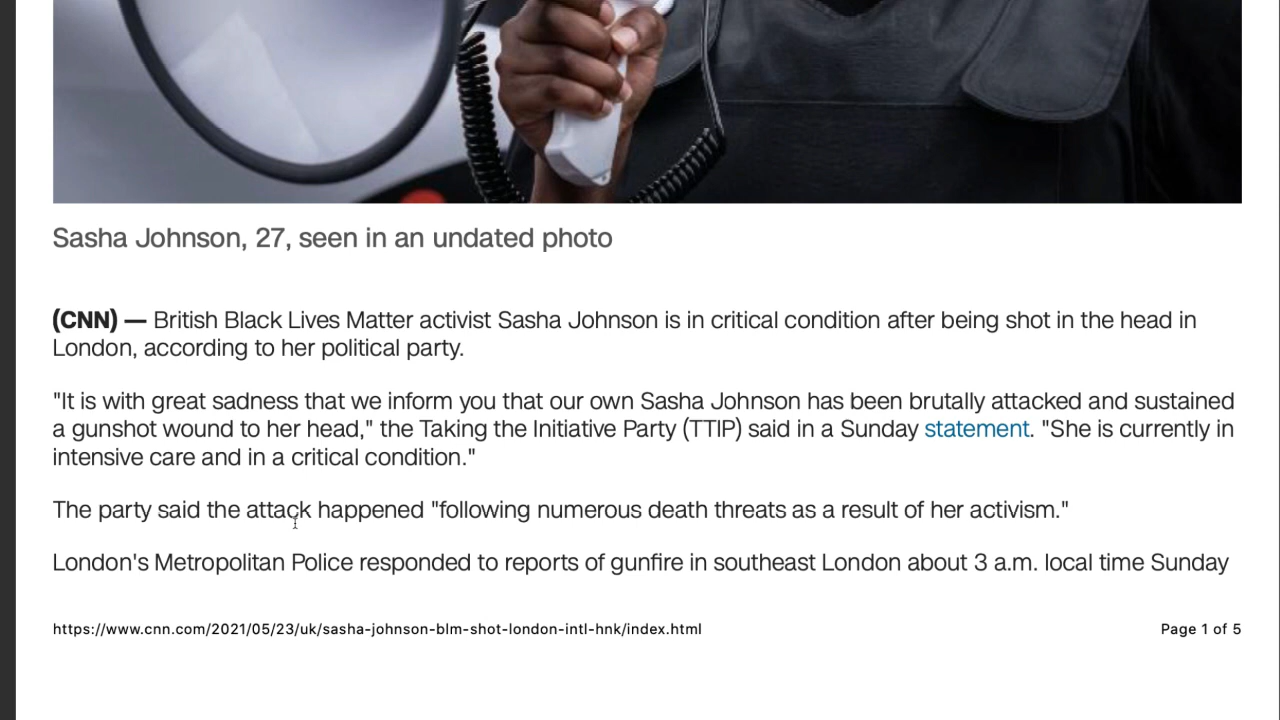 Sasha Johnson, 27, seen in an undated photo
(CNN) — British Black Lives Matter activist Sasha Johnson is in critical condition after being shot in the head in
London, according to her political party.
"It is with great sadness that we inform you that our own Sasha Johnson has been brutally attacked and sustained
a gunshot wound to her head," the Taking the Initiative Party (TTIP) said in a Sunday statement. "She is currently in
intensive care and in a critical condition."
The party said the attack happened "following numerous death threats as a result of her activism."
London's Metropolitan Police responded to reports of gunfire in southeast London about 3 a.m. local time Sunday
https://www.cnn.com/2021/05/23/uk/sasha-johnson-blm-shot-london-intl-hnk/index.html Page 1 of 5